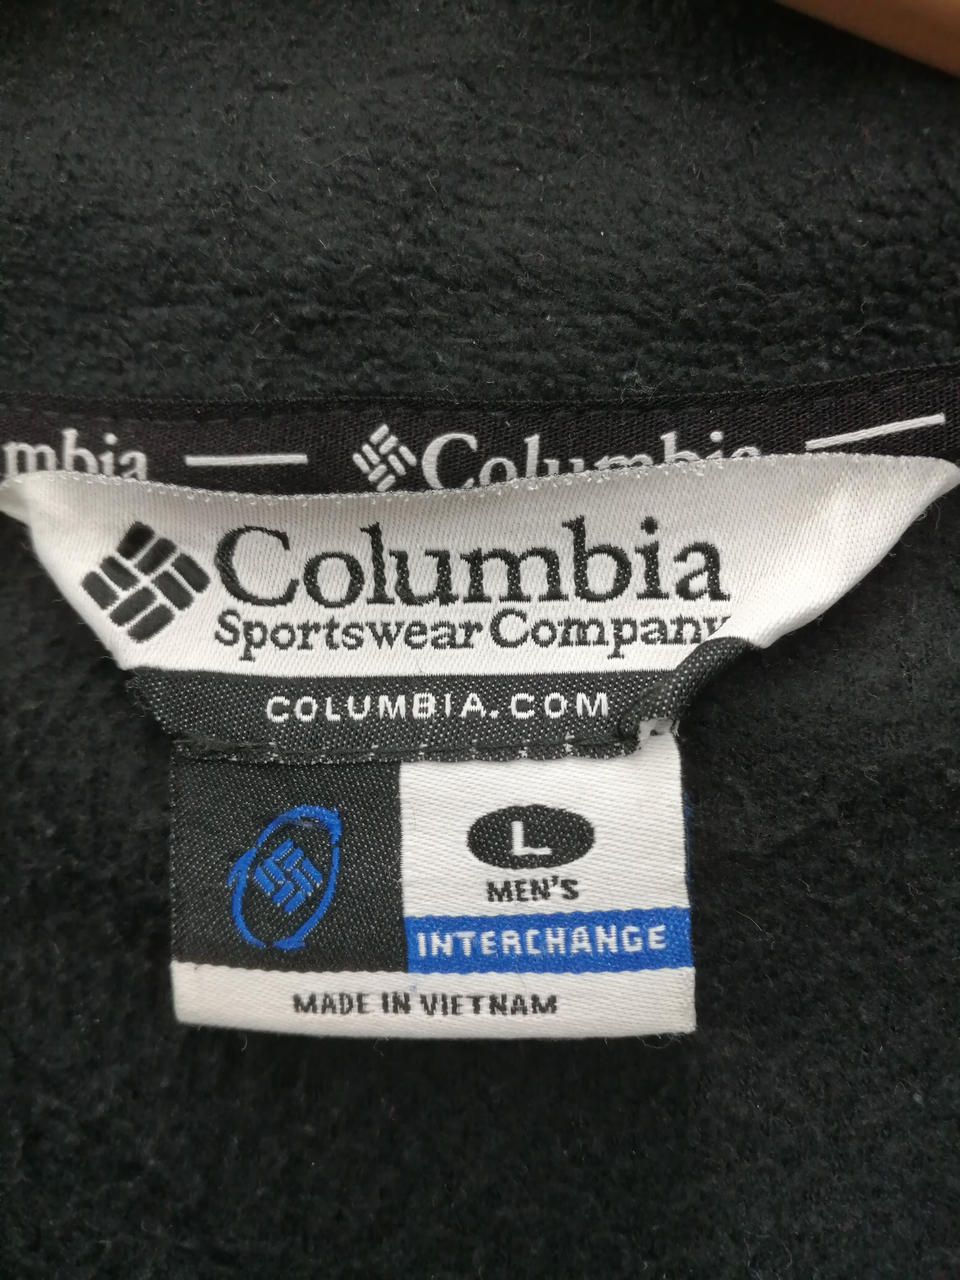 mbia
Columbia
Columbia
Sportswear Company
COLUMBIA.COM
L
MEN'S
INTERCHANGE
MADE IN VIETNAM